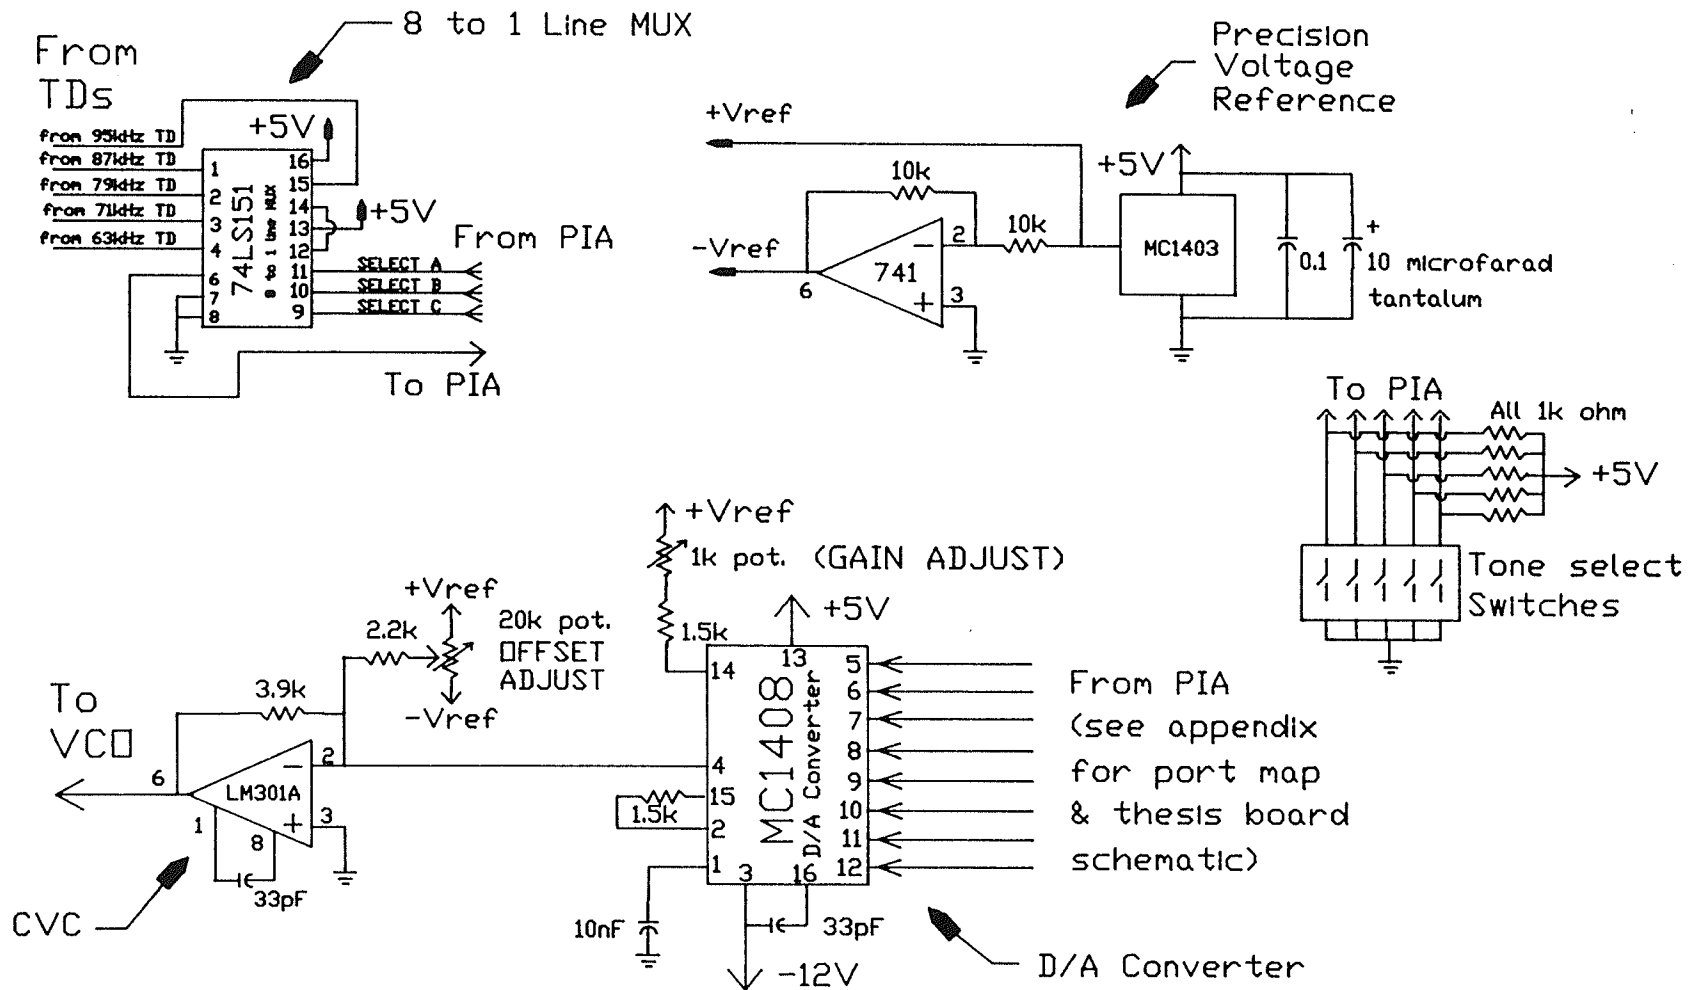 8 to 1 Line MUX
From
TDs
from 95kHz TD
from 87kHz TD
from 79kHz TD
from 71kHz TD
from 63kHz TD
+5V
1
2
3
4
6
7
8
74LS151
8 to 1 Line MUX
16
15
14
13
12
11
10
9
+5V
From PIA
SELECT A
SELECT B
SELECT C
To PIA
Precision
Voltage
Reference
+Vref
10k
+5V
-Vref
2
10k
741
6
3
MC1403
0.1
+
10 microfarad
tantalum
To PIA
All 1k ohm
+5V
Tone select
Switches
+Vref
1k pot. (GAIN ADJUST)
1.5k
+5V
+Vref
2.2k
20k pot.
OFFSET
ADJUST
-Vref
3.9k
To
VCO
6
2
LM301A
3
1
8
33pF
CVC
14
13
4
15
1.5k
2
1
3
16
MC1408
D/A Converter
5
6
7
8
9
10
11
12
From PIA
(see appendix
for port map
& thesis board
schematic)
10nF
33pF
-12V
D/A Converter